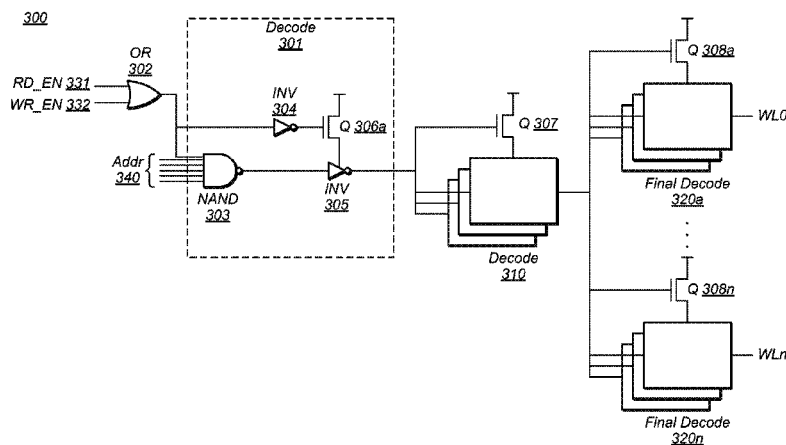 300
Decode
301
OR
302
RD_EN 331
WR_EN 332
INV
304
Q 306a
Addr
340
NAND
303
INV
305
Q 307
Decode
310
Q 308a
WL0
Final Decode
320a
Q 308n
WLn
Final Decode
320n